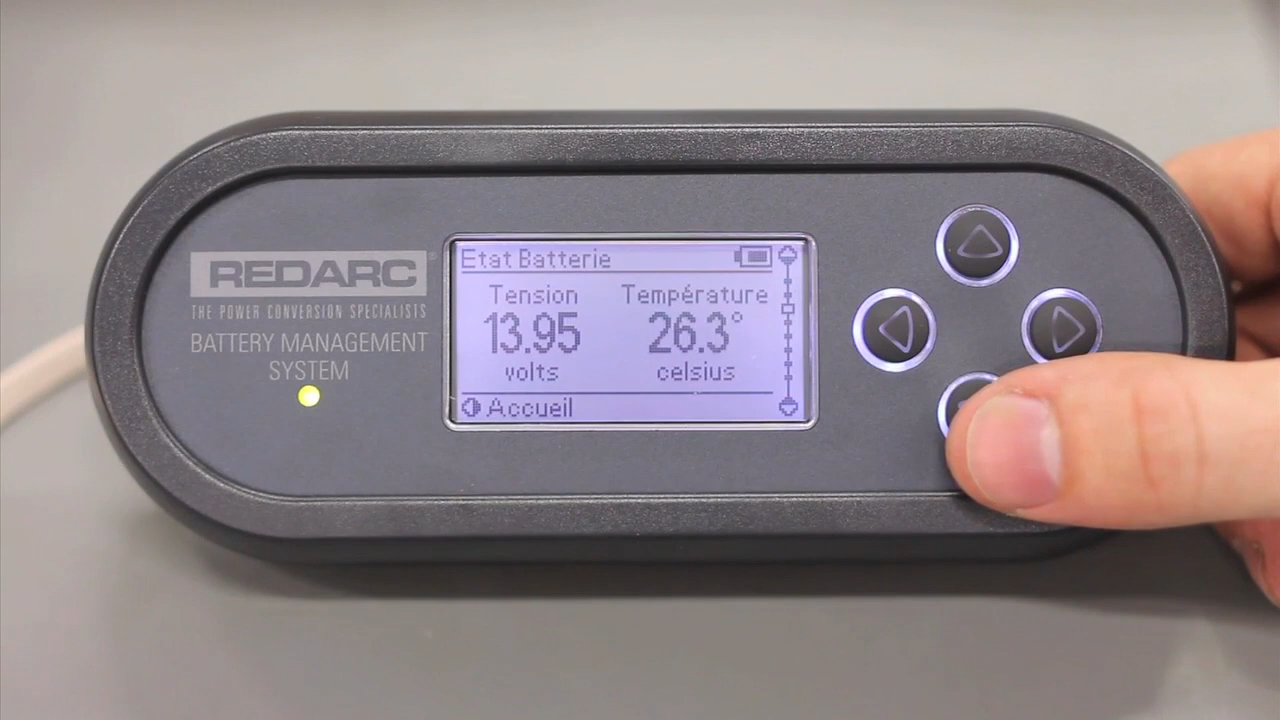 REDARC
THE POWER CONVERSION SPECIALISTS
BATTERY MANAGEMENT
SYSTEM
Etat Batterie
Tension Température
13.95 26.3°
volts celsius
Accueil